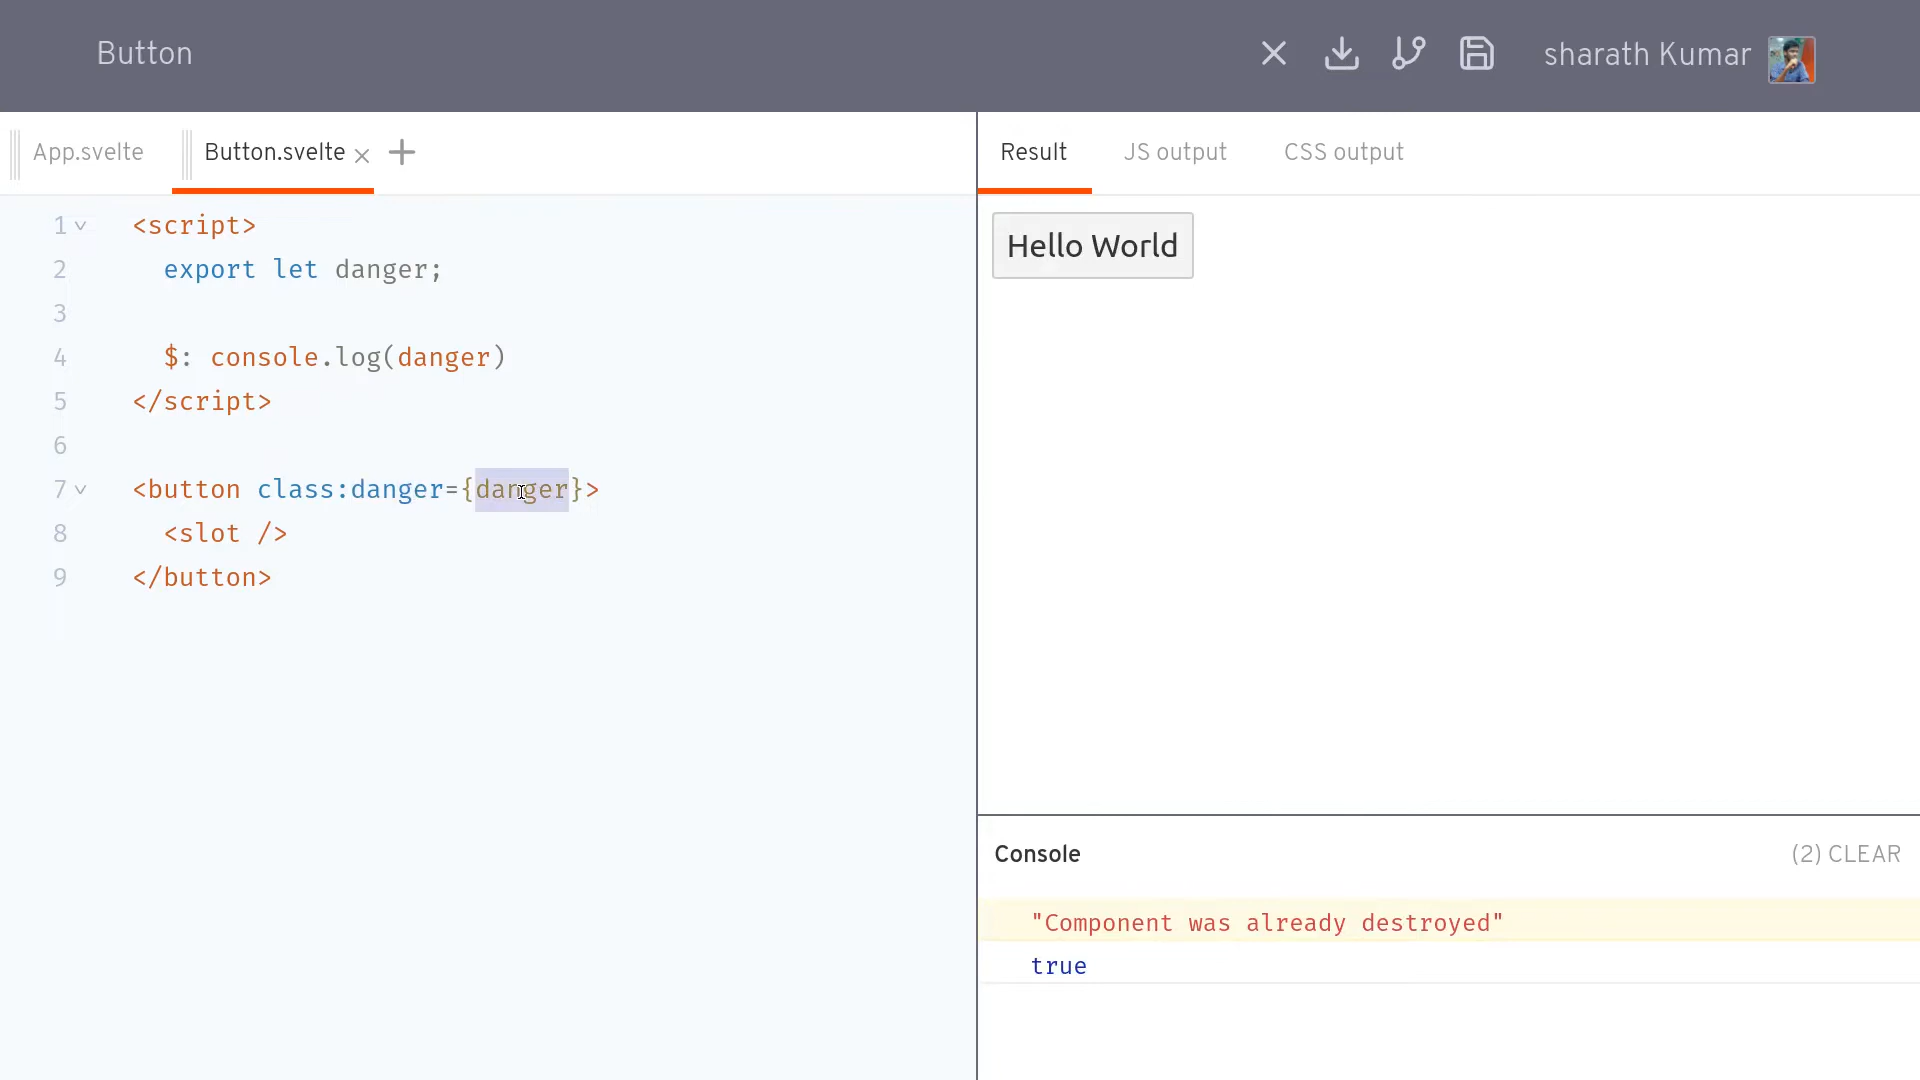 Button
sharath Kumar
App.svelte
Button.svelte
Result
JS output
CSS output
1 <script>
2 export let danger;
3
4 $: console.log(danger)
5 </script>
6
7 <button class:danger={danger}>
8 <slot />
9 </button>
Hello World
Console
(2) CLEAR
"Component was already destroyed"
true